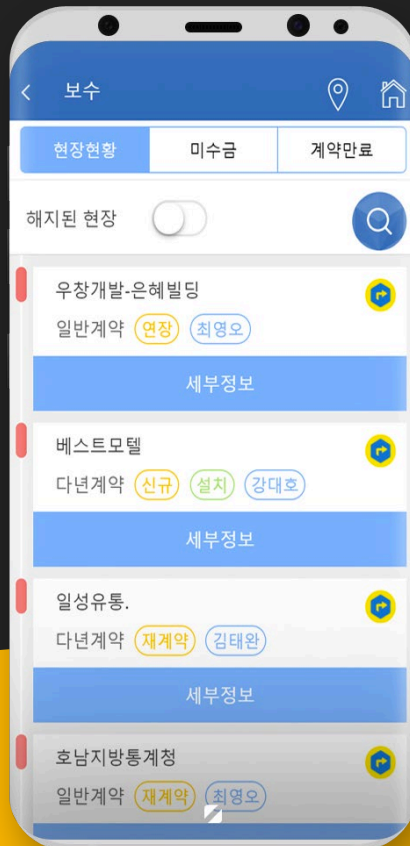 보수
현장현황 미수금 계약만료
해지된 현장
우창개발-은혜빌딩
일반계약 연장 최영오
세부정보
베스트모텔
다년계약 신규 설치 강대호
세부정보
일성유통.
다년계약 재계약 김태완
세부정보
호남지방통계청
일반계약 재계약 최영오